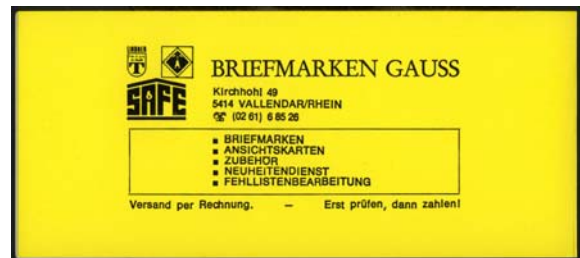 LINDNER
T
SAFE
BRIEFMARKEN GAUSS
Kirchhohl 49
5414 VALLENDAR/RHEIN
☎ (02 61) 6 85 26
■ BRIEFMARKEN
■ ANSICHTSKARTEN
■ ZUBEHÖR
■ NEUHEITENDIENST
■ FEHLLISTENBEARBEITUNG
Versand per Rechnung. — Erst prüfen, dann zahlen!